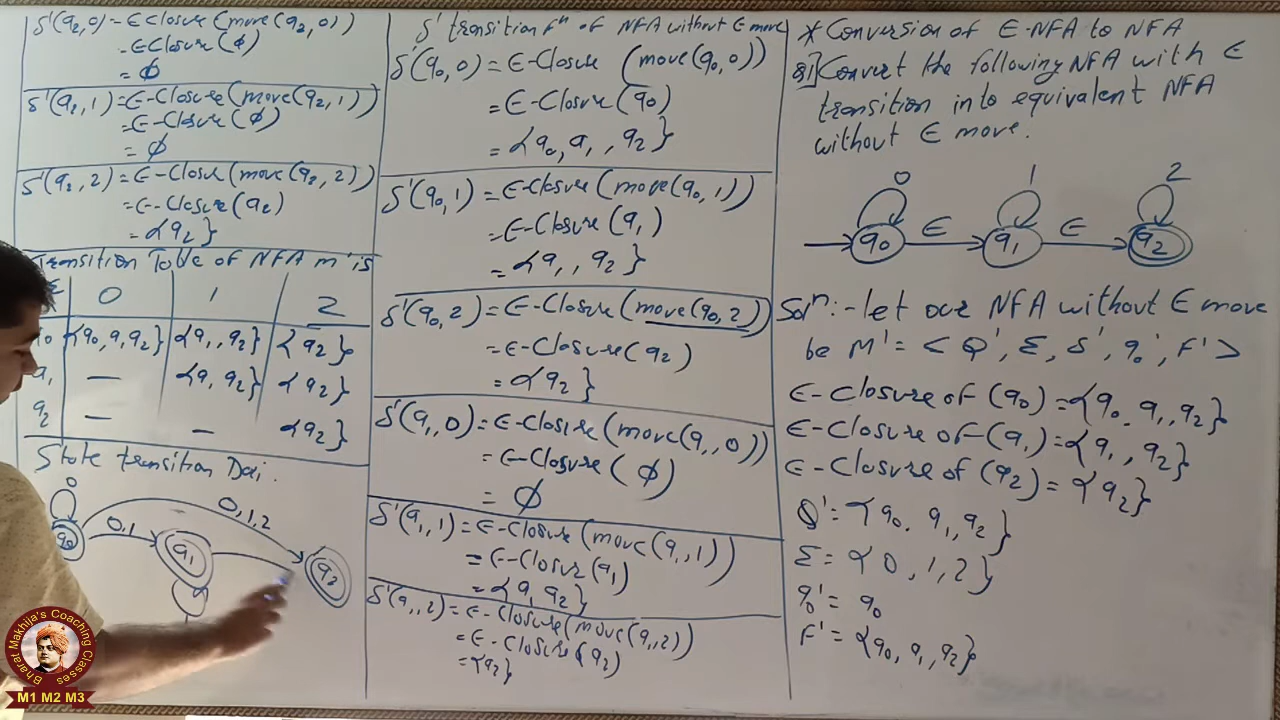 * Conversion of ∈-NFA to NFA
Q1] Convert the following NFA with ∈
transition into equivalent NFA
without ∈ move.
0 1 2
q0 ∈ q1 ∈ q2
Solⁿ:- let our NFA without ∈ move
be M' = < Q', Σ, δ', q0', F' >
∈-Closure of (q0) = {q0, q1, q2}
∈-Closure of (q1) = {q1, q2}
∈-Closure of (q2) = {q2}
Q' = {q0, q1, q2}
Σ = {0, 1, 2}
q0' = q0
F' = {q0, q1, q2}
δ' transition Fⁿ of NFA without ∈ move
δ'(q0, 0) = ∈-Closure (move(q0, 0))
= ∈-Closure (q0)
= {q0, q1, q2}
δ'(q0, 1) = ∈-Closure (move(q0, 1))
= ∈-Closure (q1)
= {q1, q2}
δ'(q0, 2) = ∈-Closure (move(q0, 2))
= ∈-Closure (q2)
= {q2}
δ'(q1, 0) = ∈-Closure (move(q1, 0))
= ∈-Closure (ϕ)
= ϕ
δ'(q1, 1) = ∈-Closure (move(q1, 1))
= ∈-Closure (q1)
= {q1 q2}
δ'(q1, 2) = ∈-Closure (move(q1, 2))
= ∈-Closure (q2)
= {q2}
δ'(q2, 0) = ∈-Closure (move(q2, 0))
= ∈-Closure (ϕ)
= ϕ
δ'(q2, 1) = ∈-Closure (move(q2, 1))
= ∈-Closure (ϕ)
= ϕ
δ'(q2, 2) = ∈-Closure (move(q2, 2))
= ∈-Closure (q2)
= {q2}
Transition Table of NFA m' is
Σ 0 1 2
q0 {q0, q1 q2} {q1, q2} {q2}
q1 — {q1 q2} {q2}
q2 — — {q2}
State transition Dai.
0
0,1,2
q0 0,1 q1 q2
Bharat Makhija's Coaching Classes
M1 M2 M3